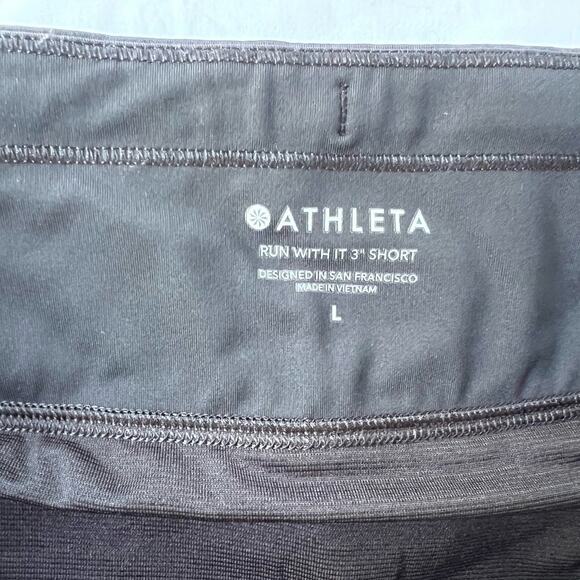 ATHLETA
RUN WITH IT 3" SHORT
DESIGNED IN SAN FRANCISCO
MADE IN VIETNAM
L